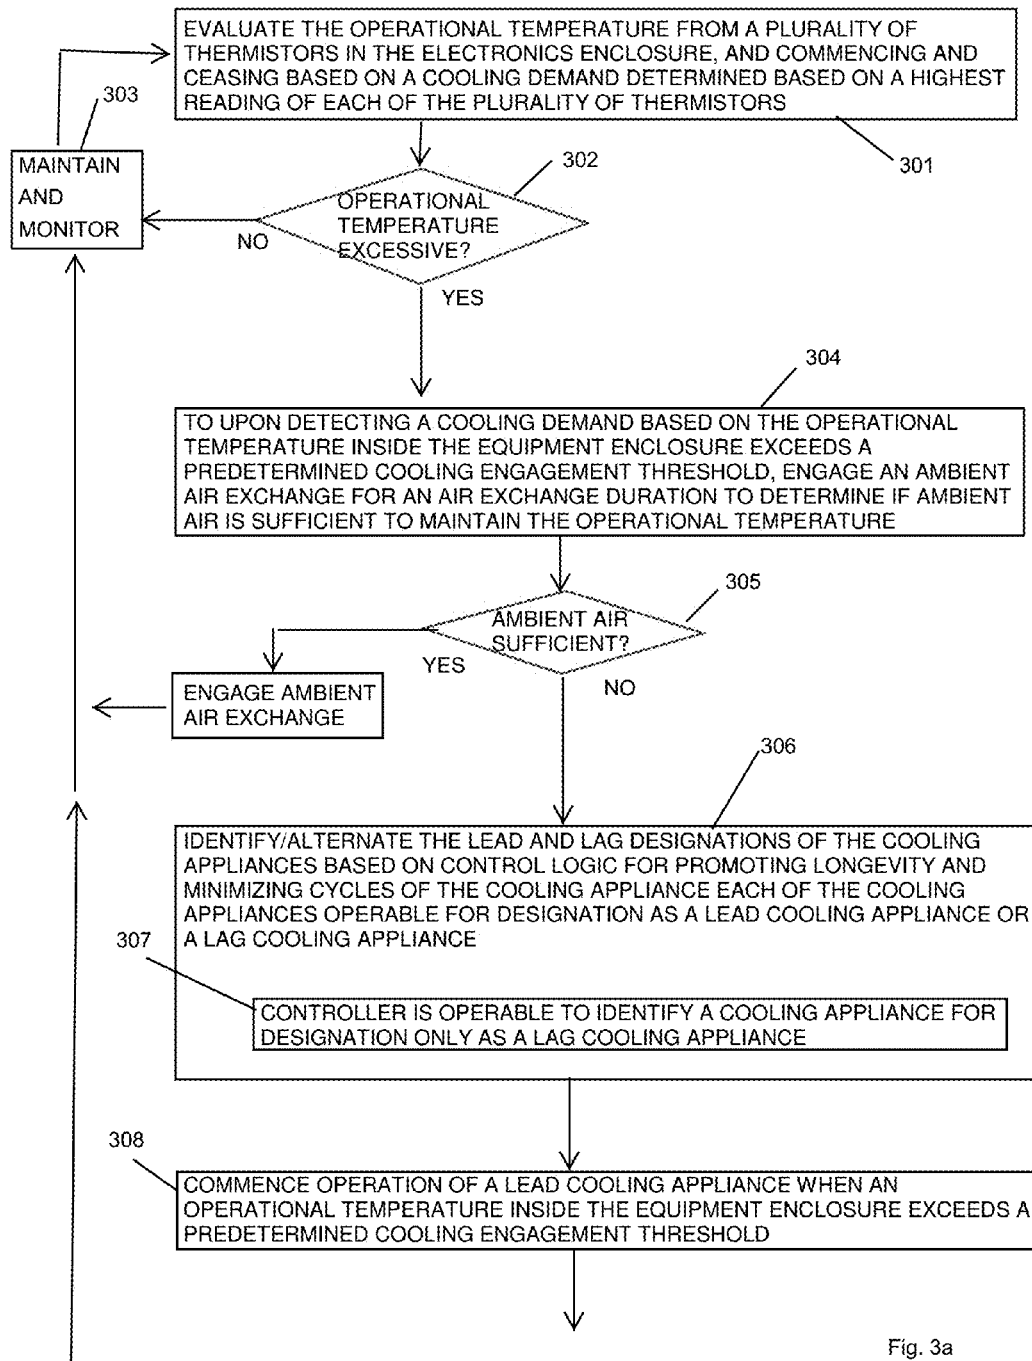 EVALUATE THE OPERATIONAL TEMPERATURE FROM A PLURALITY OF
THERMISTORS IN THE ELECTRONICS ENCLOSURE, AND COMMENCING AND
CEASING BASED ON A COOLING DEMAND DETERMINED BASED ON A HIGHEST
READING OF EACH OF THE PLURALITY OF THERMISTORS
303
301
MAINTAIN
AND
MONITOR
302
OPERATIONAL
TEMPERATURE
EXCESSIVE?
NO
YES
304
TO UPON DETECTING A COOLING DEMAND BASED ON THE OPERATIONAL
TEMPERATURE INSIDE THE EQUIPMENT ENCLOSURE EXCEEDS A
PREDETERMINED COOLING ENGAGEMENT THRESHOLD, ENGAGE AN AMBIENT
AIR EXCHANGE FOR AN AIR EXCHANGE DURATION TO DETERMINE IF AMBIENT
AIR IS SUFFICIENT TO MAINTAIN THE OPERATIONAL TEMPERATURE
305
AMBIENT AIR
SUFFICIENT?
YES
NO
ENGAGE AMBIENT
AIR EXCHANGE
306
IDENTIFY/ALTERNATE THE LEAD AND LAG DESIGNATIONS OF THE COOLING
APPLIANCES BASED ON CONTROL LOGIC FOR PROMOTING LONGEVITY AND
MINIMIZING CYCLES OF THE COOLING APPLIANCE EACH OF THE COOLING
APPLIANCES OPERABLE FOR DESIGNATION AS A LEAD COOLING APPLIANCE OR
A LAG COOLING APPLIANCE
307
CONTROLLER IS OPERABLE TO IDENTIFY A COOLING APPLIANCE FOR
DESIGNATION ONLY AS A LAG COOLING APPLIANCE
308
COMMENCE OPERATION OF A LEAD COOLING APPLIANCE WHEN AN
OPERATIONAL TEMPERATURE INSIDE THE EQUIPMENT ENCLOSURE EXCEEDS A
PREDETERMINED COOLING ENGAGEMENT THRESHOLD
Fig. 3a